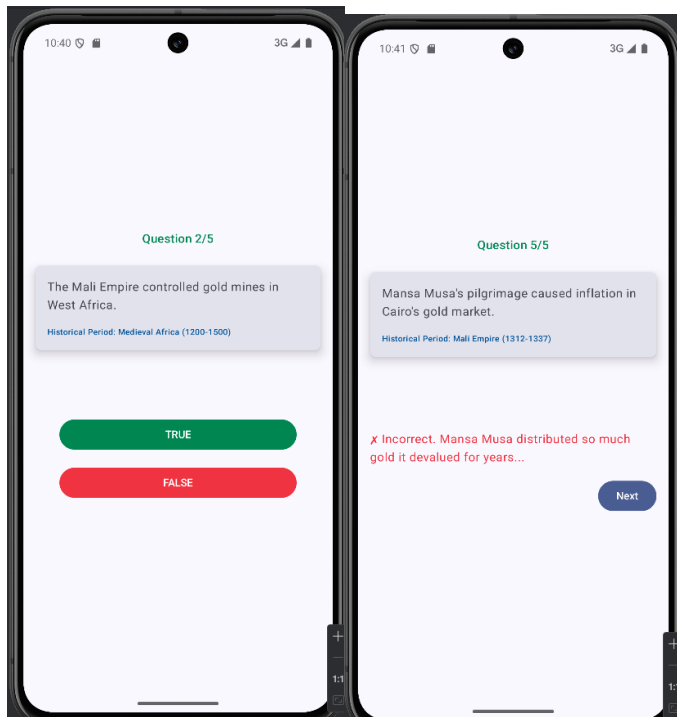 10:40
3G
Question 2/5
The Mali Empire controlled gold mines in
West Africa.
Historical Period: Medieval Africa (1200-1500)
TRUE
FALSE
1:1
10:41
3G
Question 5/5
Mansa Musa's pilgrimage caused inflation in
Cairo's gold market.
Historical Period: Mali Empire (1312-1337)
✗ Incorrect. Mansa Musa distributed so much
gold it devalued for years...
Next